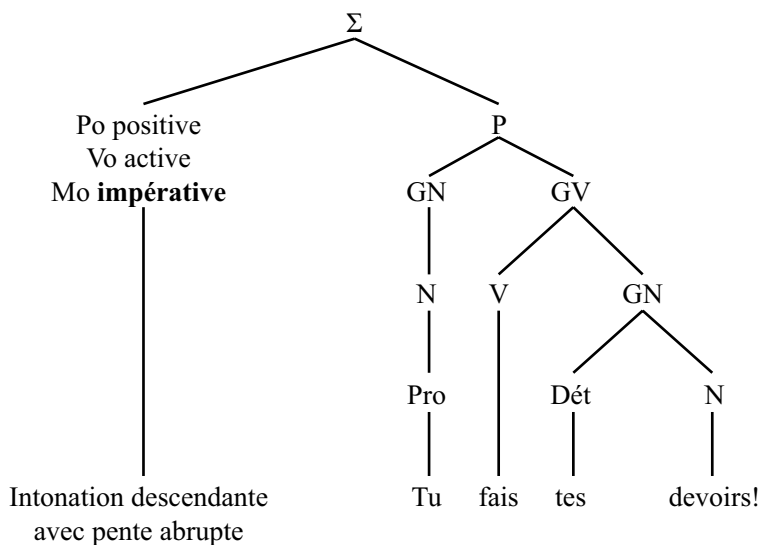 Σ
Po positive
Vo active
Mo impérative
P
GN GV
N V GN
Pro Dét N
Intonation descendante
avec pente abrupte
Tu fais tes devoirs!